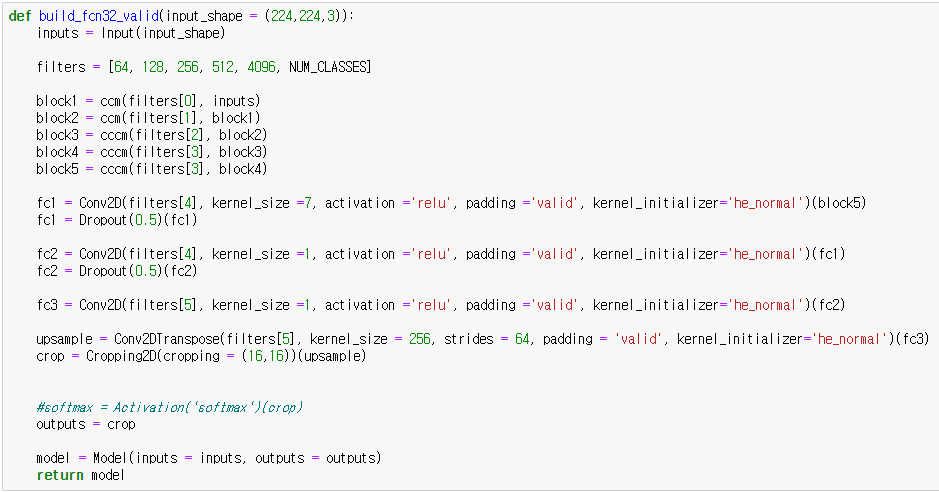 def build_fcn32_valid(input_shape = (224,224,3)):
    inputs = Input(input_shape)
    filters = [64, 128, 256, 512, 4096, NUM_CLASSES]
    block1 = ccm(filters[0], inputs)
    block2 = ccm(filters[1], block1)
    block3 = cccm(filters[2], block2)
    block4 = cccm(filters[3], block3)
    block5 = cccm(filters[3], block4)
    fc1 = Conv2D(filters[4], kernel_size =7, activation ='relu', padding ='valid', kernel_initializer='he_normal')(block5)
    fc1 = Dropout(0.5)(fc1)
    fc2 = Conv2D(filters[4], kernel_size =1, activation ='relu', padding ='valid', kernel_initializer='he_normal')(fc1)
    fc2 = Dropout(0.5)(fc2)
    fc3 = Conv2D(filters[5], kernel_size =1, activation ='relu', padding ='valid', kernel_initializer='he_normal')(fc2)
    upsample = Conv2DTranspose(filters[5], kernel_size = 256, strides = 64, padding = 'valid', kernel_initializer='he_normal')(fc3)
    crop = Cropping2D(cropping = (16,16))(upsample)
    #softmax = Activation('softmax')(crop)
    outputs = crop
    model = Model(inputs = inputs, outputs = outputs)
    return model